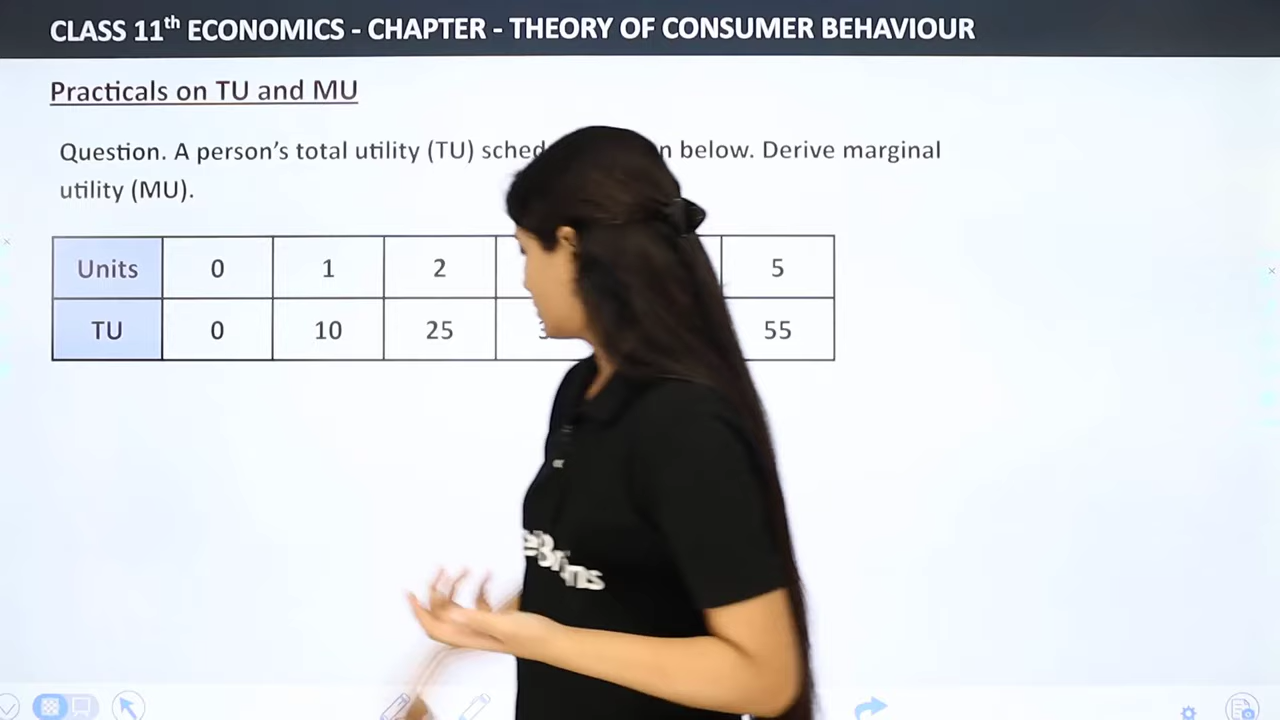 CLASS 11th ECONOMICS - CHAPTER - THEORY OF CONSUMER BEHAVIOUR
Practicals on TU and MU
Question. A person's total utility (TU) below. Derive marginal
utility (MU).
Units 0 1 2 5
TU 0 10 25 55